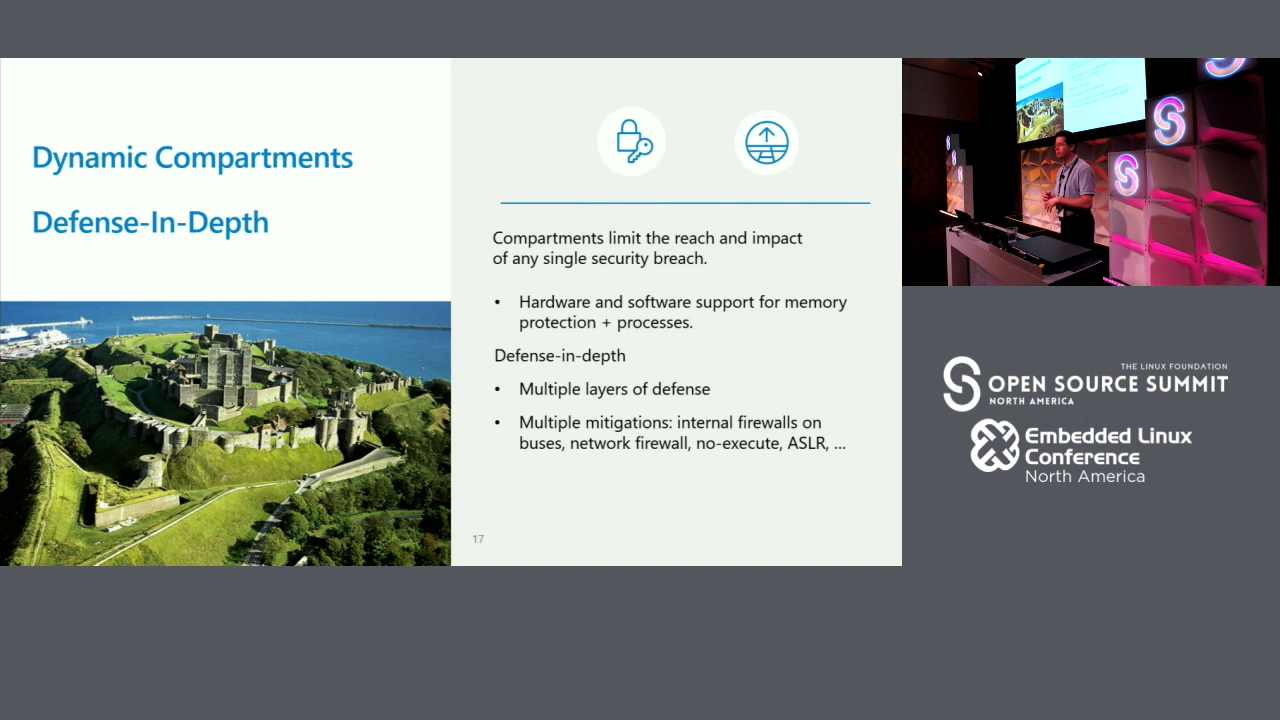 Dynamic Compartments
Defense-In-Depth
Compartments limit the reach and impact
of any single security breach.
• Hardware and software support for memory
protection + processes.
Defense-in-depth
• Multiple layers of defense
• Multiple mitigations: internal firewalls on
buses, network firewall, no-execute, ASLR, ...
17
THE LINUX FOUNDATION
OPEN SOURCE SUMMIT
NORTH AMERICA
Embedded Linux
Conference
North America